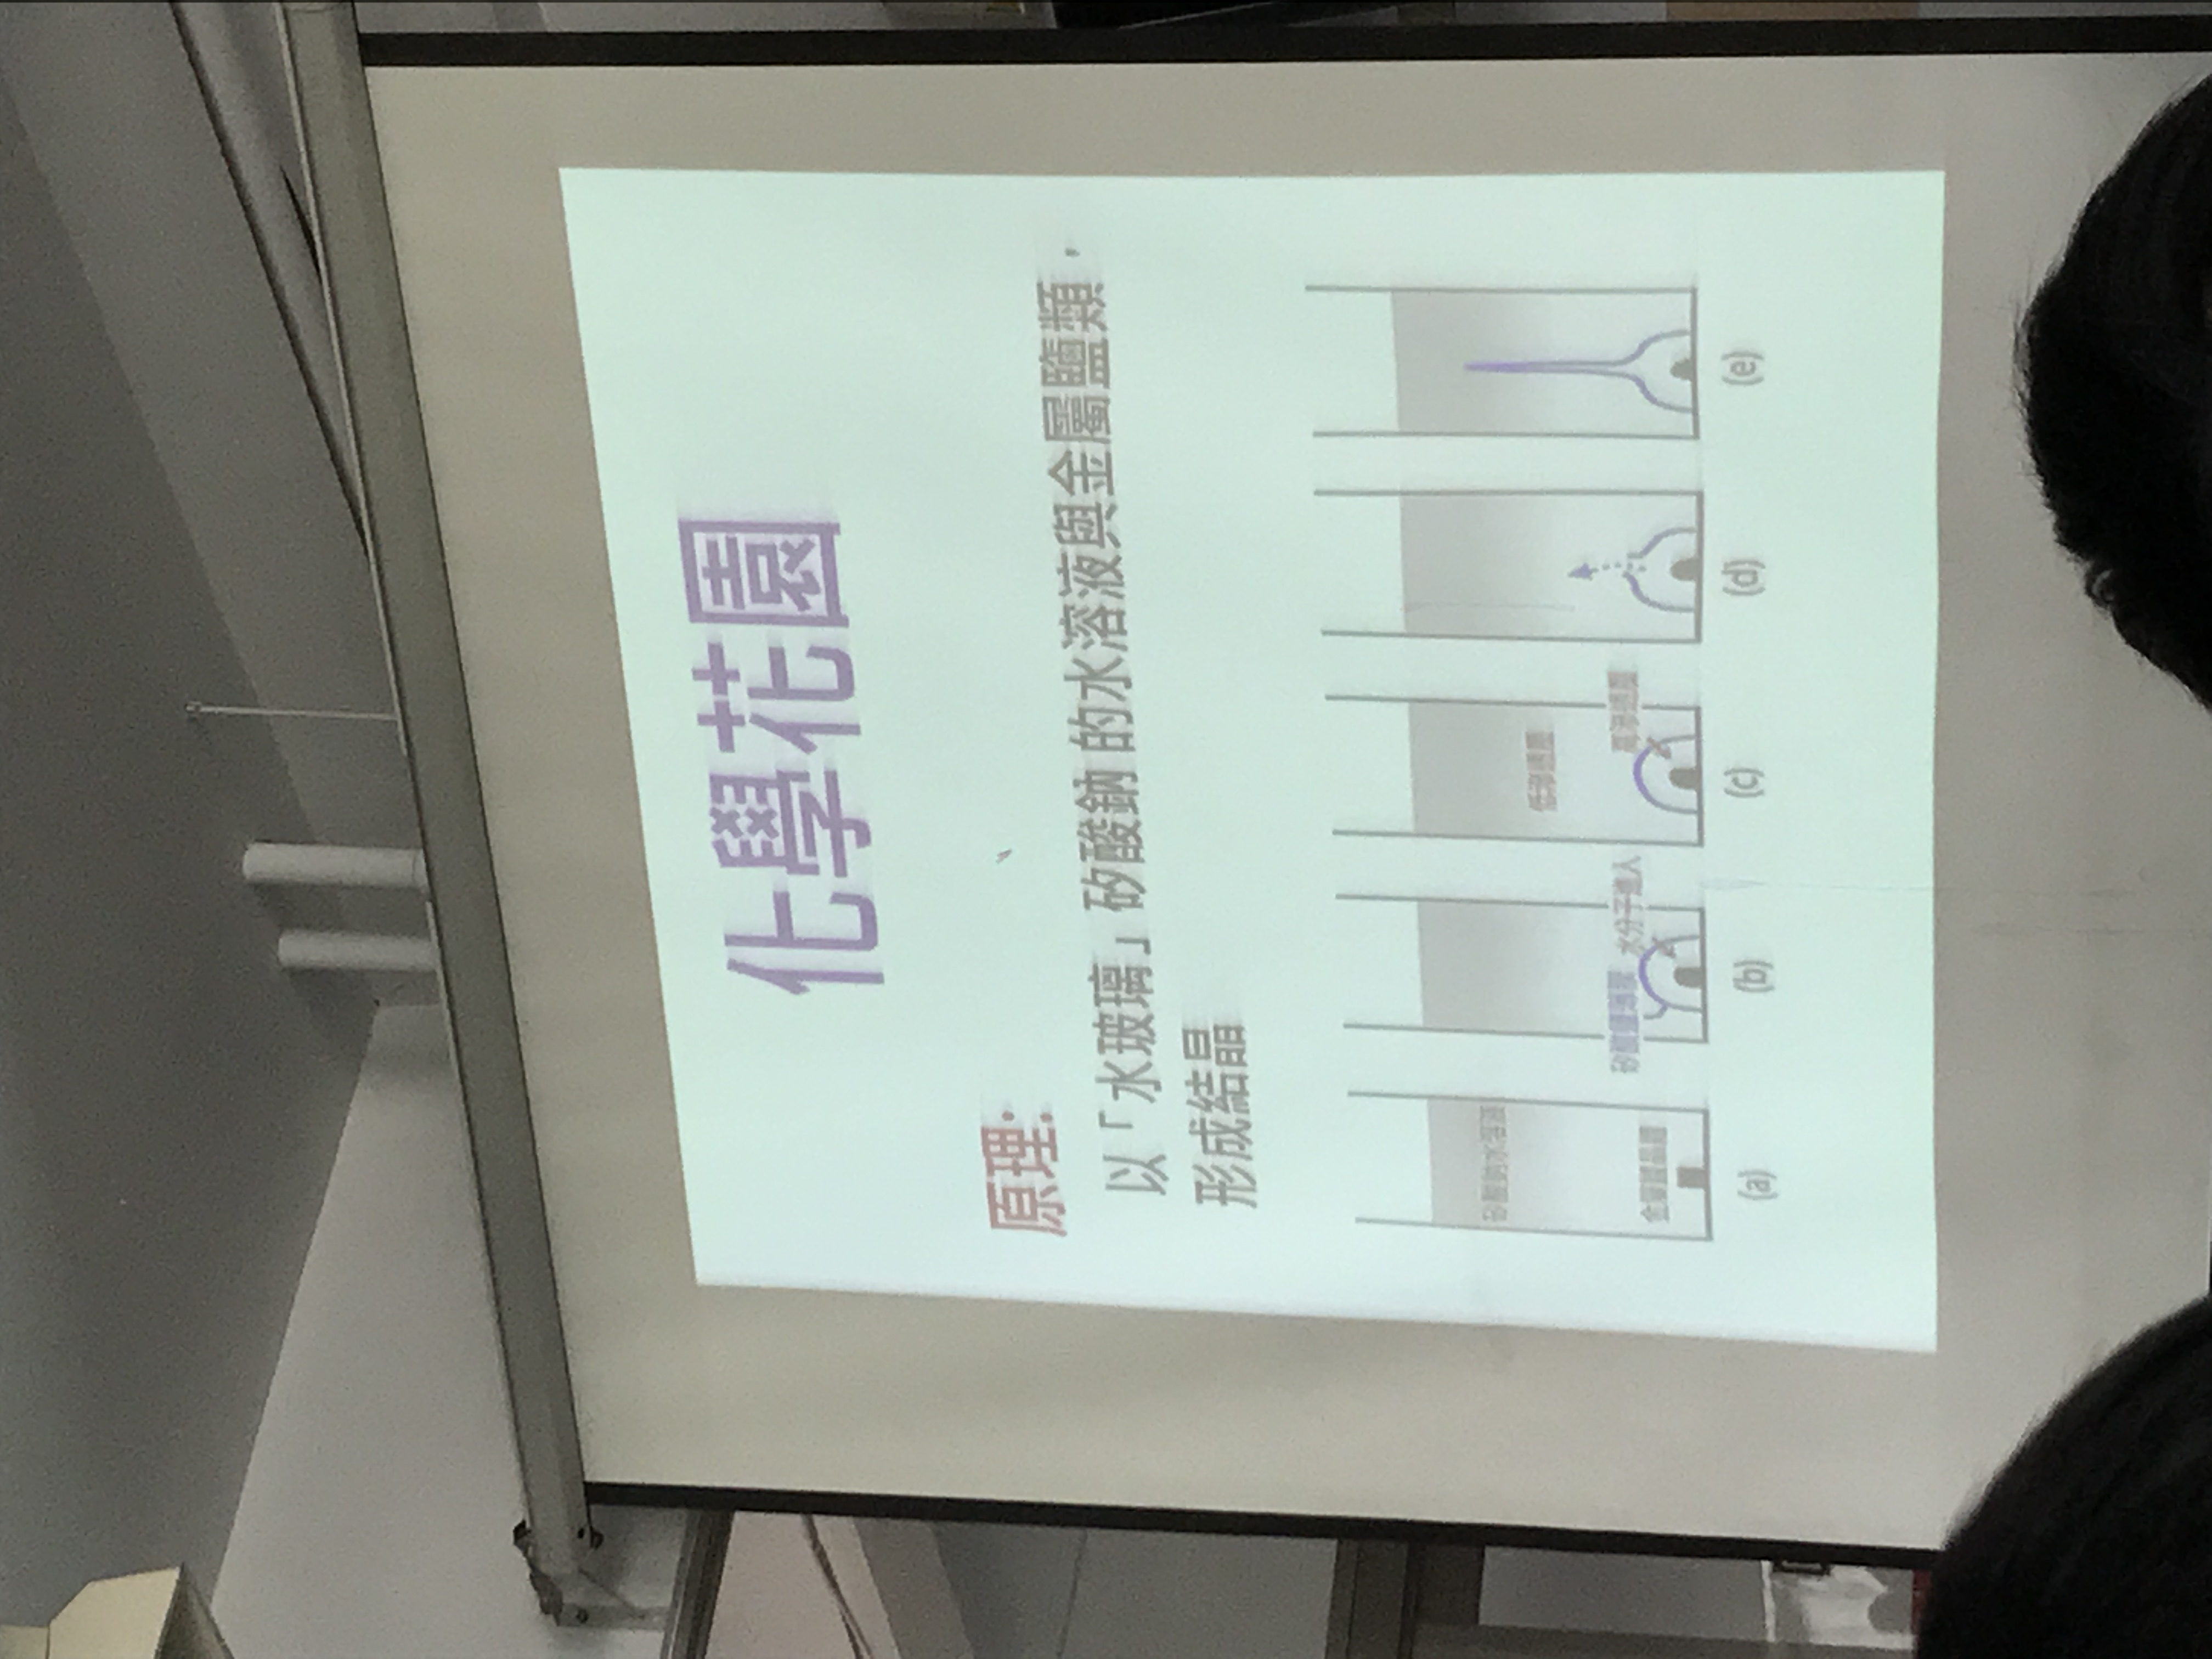 化學花園
原理:
以「水玻璃」矽酸鈉 的水溶液與金屬鹽類，
形成結晶
矽酸鈉水溶液
低滲透壓
矽酸鹽薄膜
水分子進入
高滲透壓
金屬鹽晶體
(a)
(b)
(c)
(d)
(e)